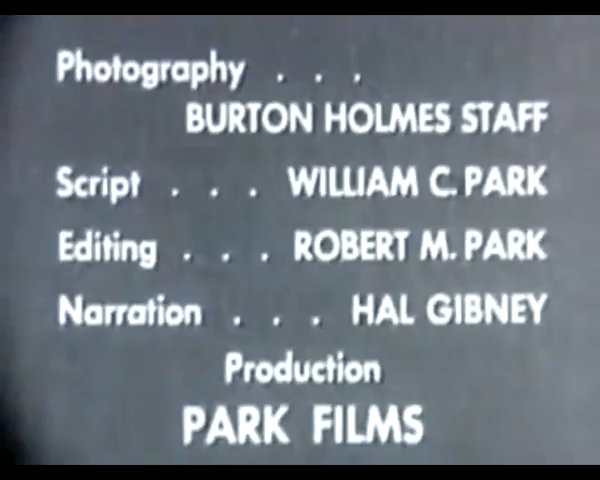 Photography . . .
BURTON HOLMES STAFF
Script . . . WILLIAM C. PARK
Editing . . . ROBERT M. PARK
Narration . . . HAL GIBNEY
Production
PARK FILMS